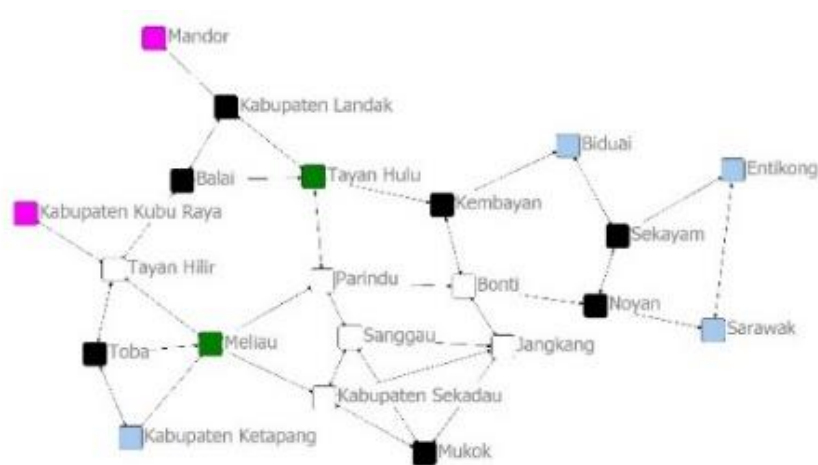 Mandor
Kabupaten Landak
Biduai
Entikong
Balai
Tayan Hulu
Kembayan
Kabupaten Kubu Raya
Sekayam
Tayan Hilir
Parindu
Bonti
Noyan
Sarawak
Toba
Meliau
Sanggau
Jangkang
Kabupaten Sekadau
Kabupaten Ketapang
Mukok